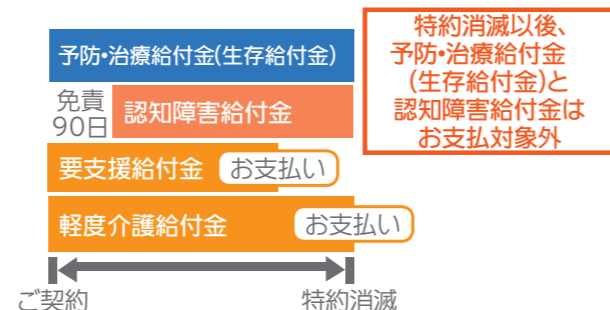 予防・治療給付金(生存給付金)
免責
90日
認知障害給付金
要支援給付金
お支払い
軽度介護給付金
お支払い
ご契約
特約消滅
特約消滅以後、
予防・治療給付金
(生存給付金)と
認知障害給付金は
お支払対象外